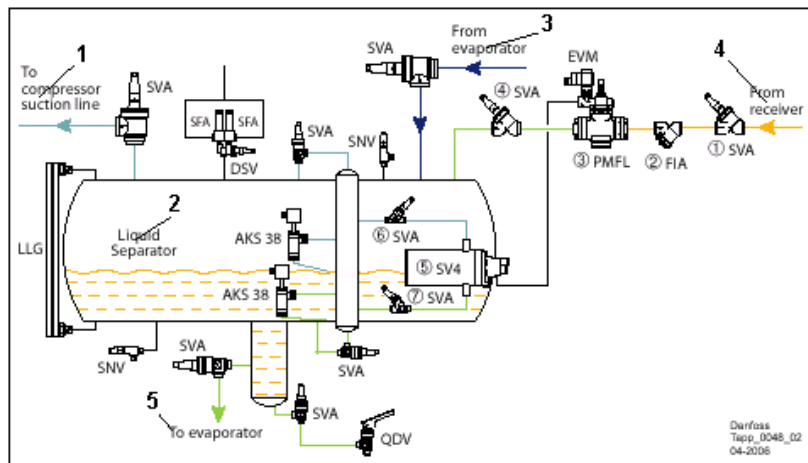 1
To
compressor
suction line
SVA
SFA
SFA
DSV
SVA
SNV
SVA
From
evaporator
3
EVM
4
From
receiver
④ SVA
③ PMFL
② FIA
① SVA
LLG
2
Liquid
Separator
AKS 38
⑥ SVA
⑤ SV4
AKS 38
⑦ SVA
SNV
SVA
SVA
5
To evaporator
SVA
QDV
Danfoss
Tapp_0048_02
04-2006